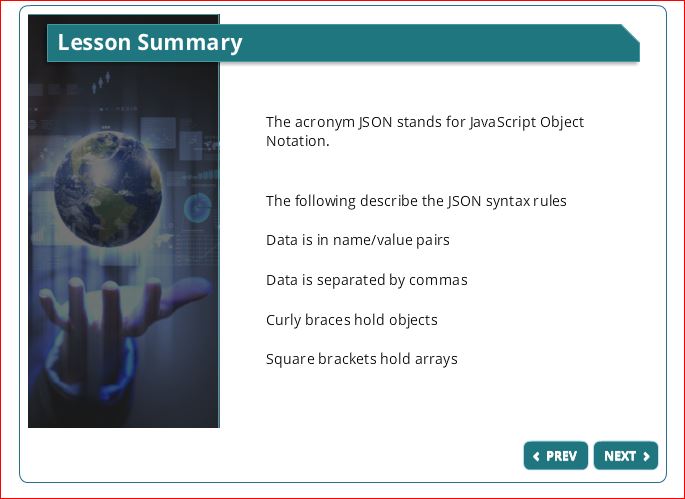 Lesson Summary
The acronym JSON stands for JavaScript Object
Notation.
The following describe the JSON syntax rules
Data is in name/value pairs
Data is separated by commas
Curly braces hold objects
Square brackets hold arrays
PREV
NEXT